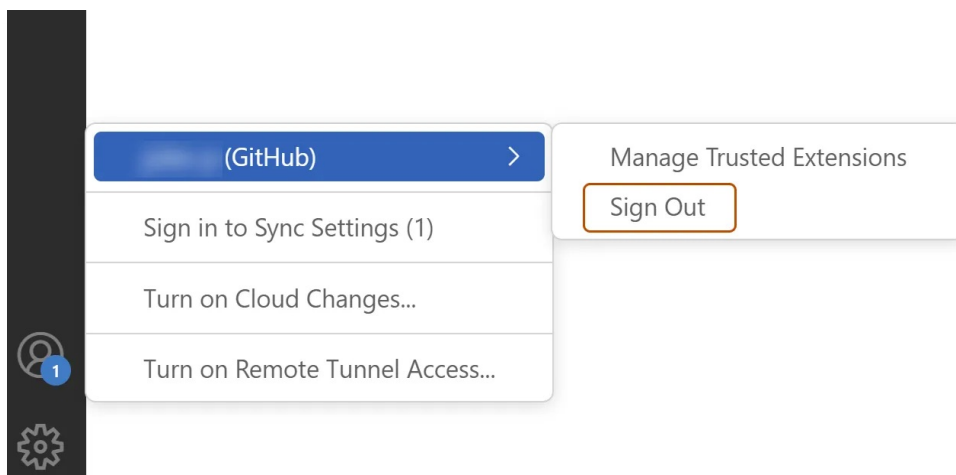 (GitHub)
Manage Trusted Extensions
Sign Out
Sign in to Sync Settings (1)
Turn on Cloud Changes...
Turn on Remote Tunnel Access...
1